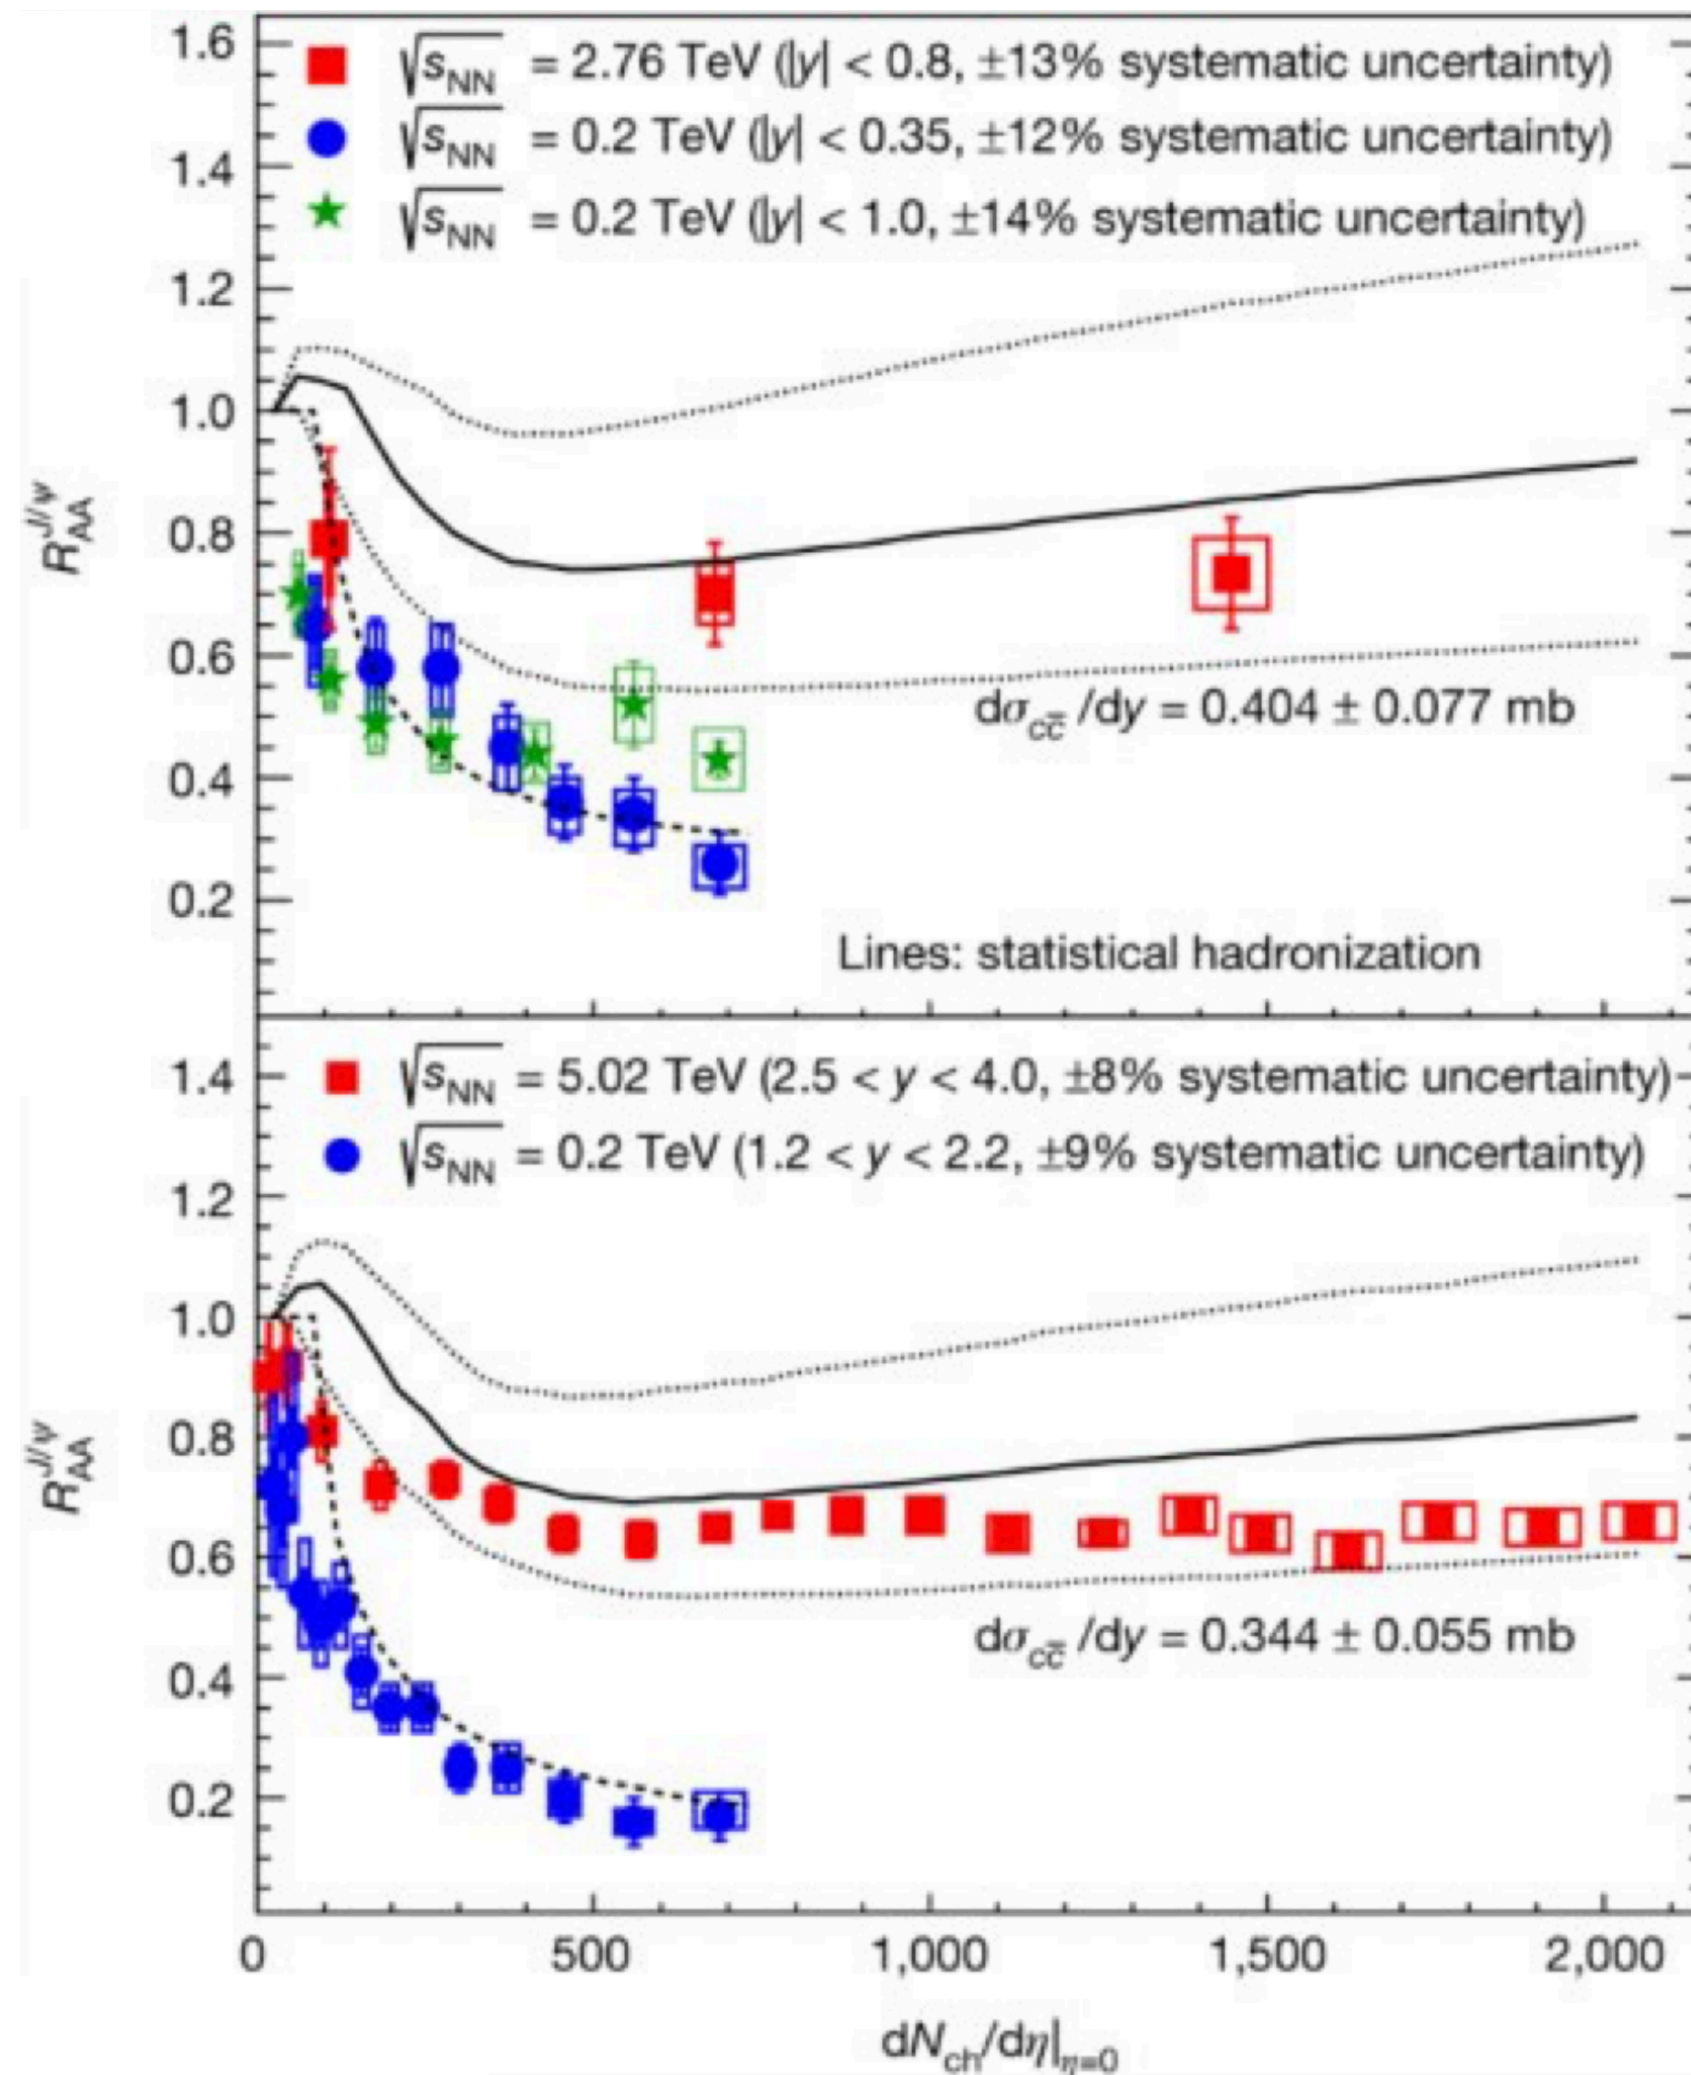 √sNN = 2.76 TeV (|y| < 0.8, ±13% systematic uncertainty)
√sNN = 0.2 TeV (|y| < 0.35, ±12% systematic uncertainty)
√sNN = 0.2 TeV (|y| < 1.0, ±14% systematic uncertainty)
1.6
1.4
1.2
1.0
0.8
0.6
0.4
0.2
R_AA^J/ψ
dσ_cc̅ /dy = 0.404 ± 0.077 mb
Lines: statistical hadronization
√sNN = 5.02 TeV (2.5 < y < 4.0, ±8% systematic uncertainty)
√sNN = 0.2 TeV (1.2 < y < 2.2, ±9% systematic uncertainty)
1.4
1.2
1.0
0.8
0.6
0.4
0.2
R_AA^J/ψ
dσ_cc̅ /dy = 0.344 ± 0.055 mb
0 500 1,000 1,500 2,000
dN_ch/dη|_η=0